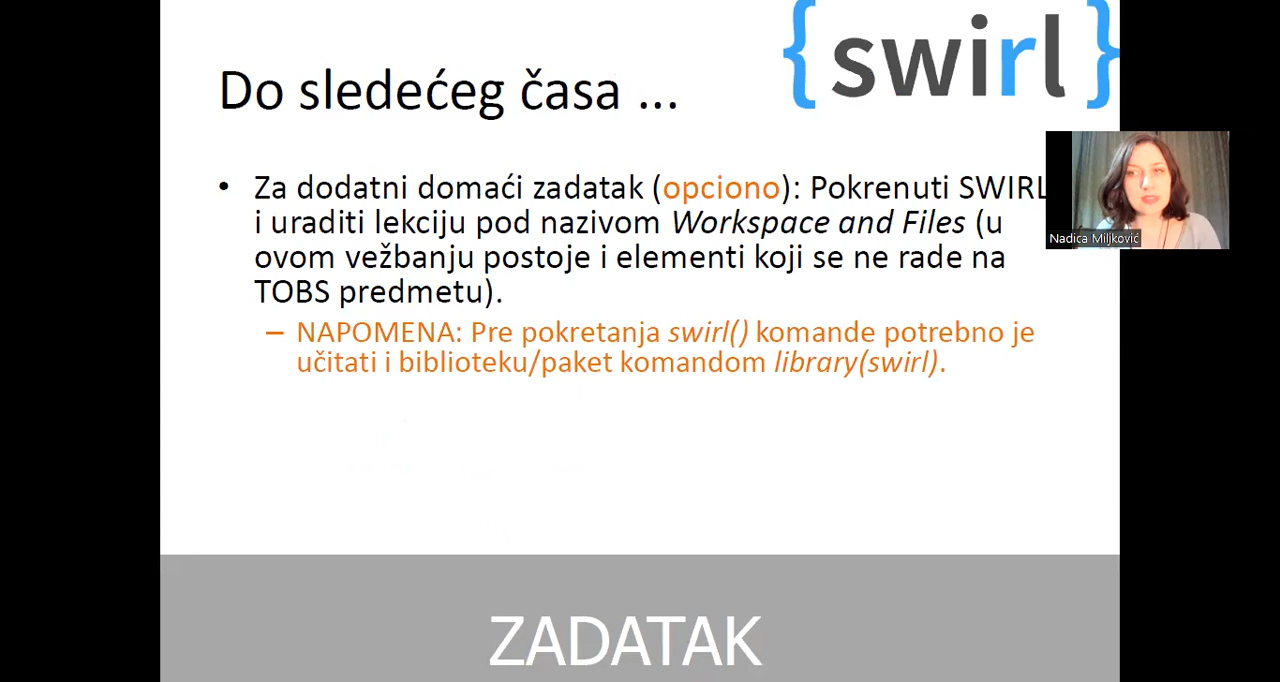 {swirl}
Do sledećeg časa ...
• Za dodatni domaći zadatak (opciono): Pokrenuti SWIRL
i uraditi lekciju pod nazivom Workspace and Files (u
ovom vežbanju postoje i elementi koji se ne rade na
TOBS predmetu).
– NAPOMENA: Pre pokretanja swirl() komande potrebno je
učitati i biblioteku/paket komandom library(swirl).
Nadica Miljković
ZADATAK